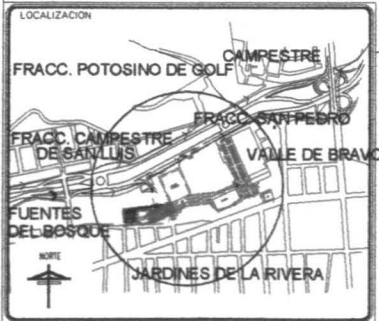 LOCALIZACION
CAMPESTRE
FRACC. POTOSINO DE GOLF
FRACC. SAN PEDRO
FRACC. CAMPESTRE
DE SAN LUIS
VALLE DE BRAVO
FUENTES
DEL BOSQUE
NORTE
JARDINES DE LA RIVERA